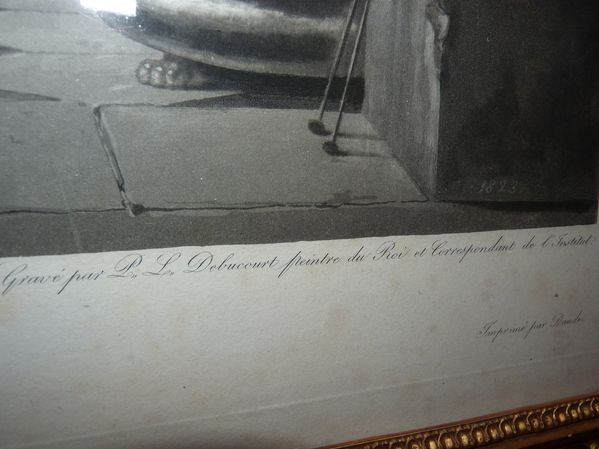 1823.
Gravé par P. L. Debucourt peintre du Roi et Correspondant de l'Institut.
Imprimé par